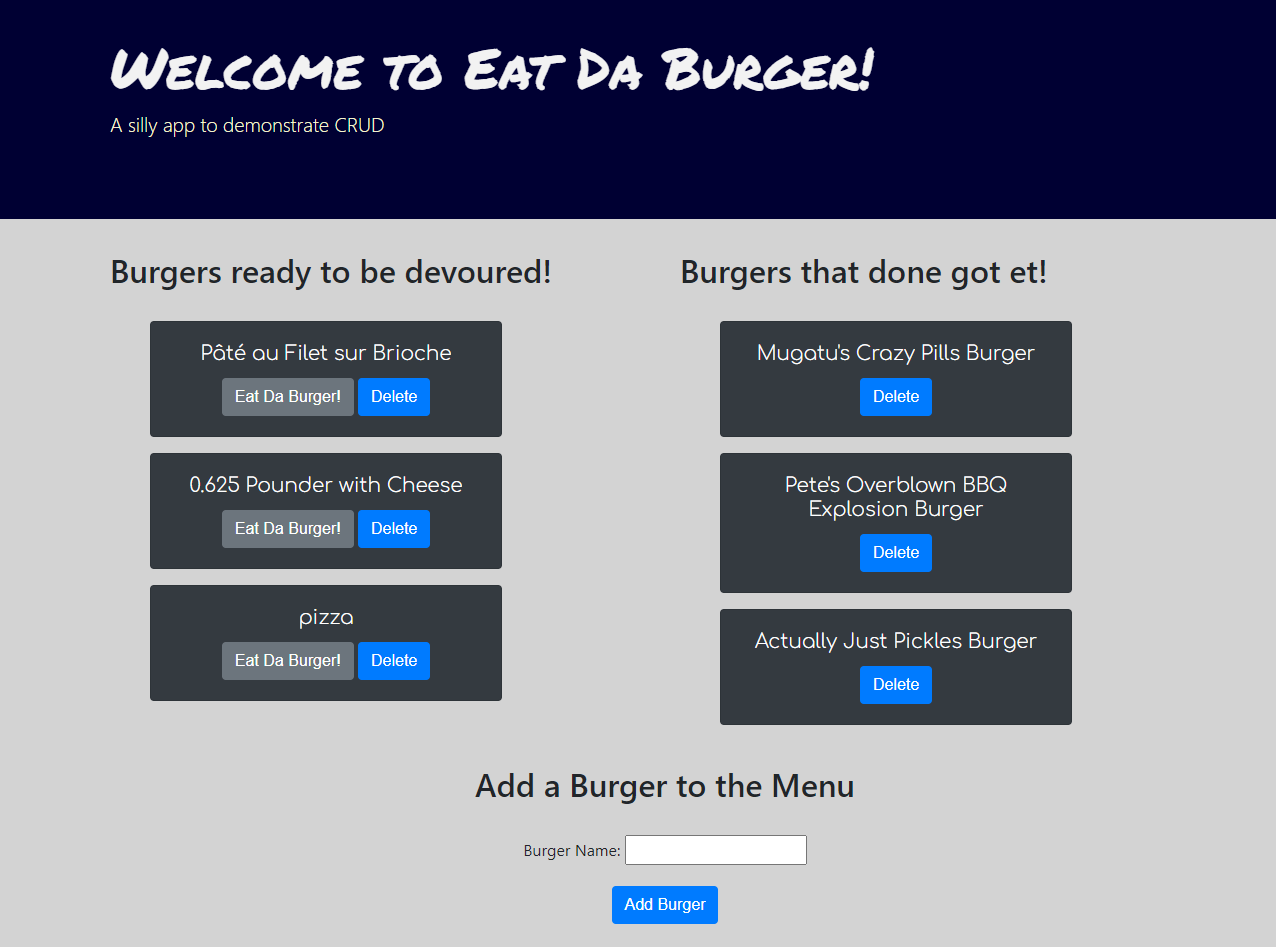 Welcome to Eat Da Burger!
A silly app to demonstrate CRUD
Burgers ready to be devoured!
Pâté au Filet sur Brioche
Eat Da Burger! Delete
0.625 Pounder with Cheese
Eat Da Burger! Delete
pizza
Eat Da Burger! Delete
Burgers that done got et!
Mugatu's Crazy Pills Burger
Delete
Pete's Overblown BBQ
Explosion Burger
Delete
Actually Just Pickles Burger
Delete
Add a Burger to the Menu
Burger Name:
Add Burger